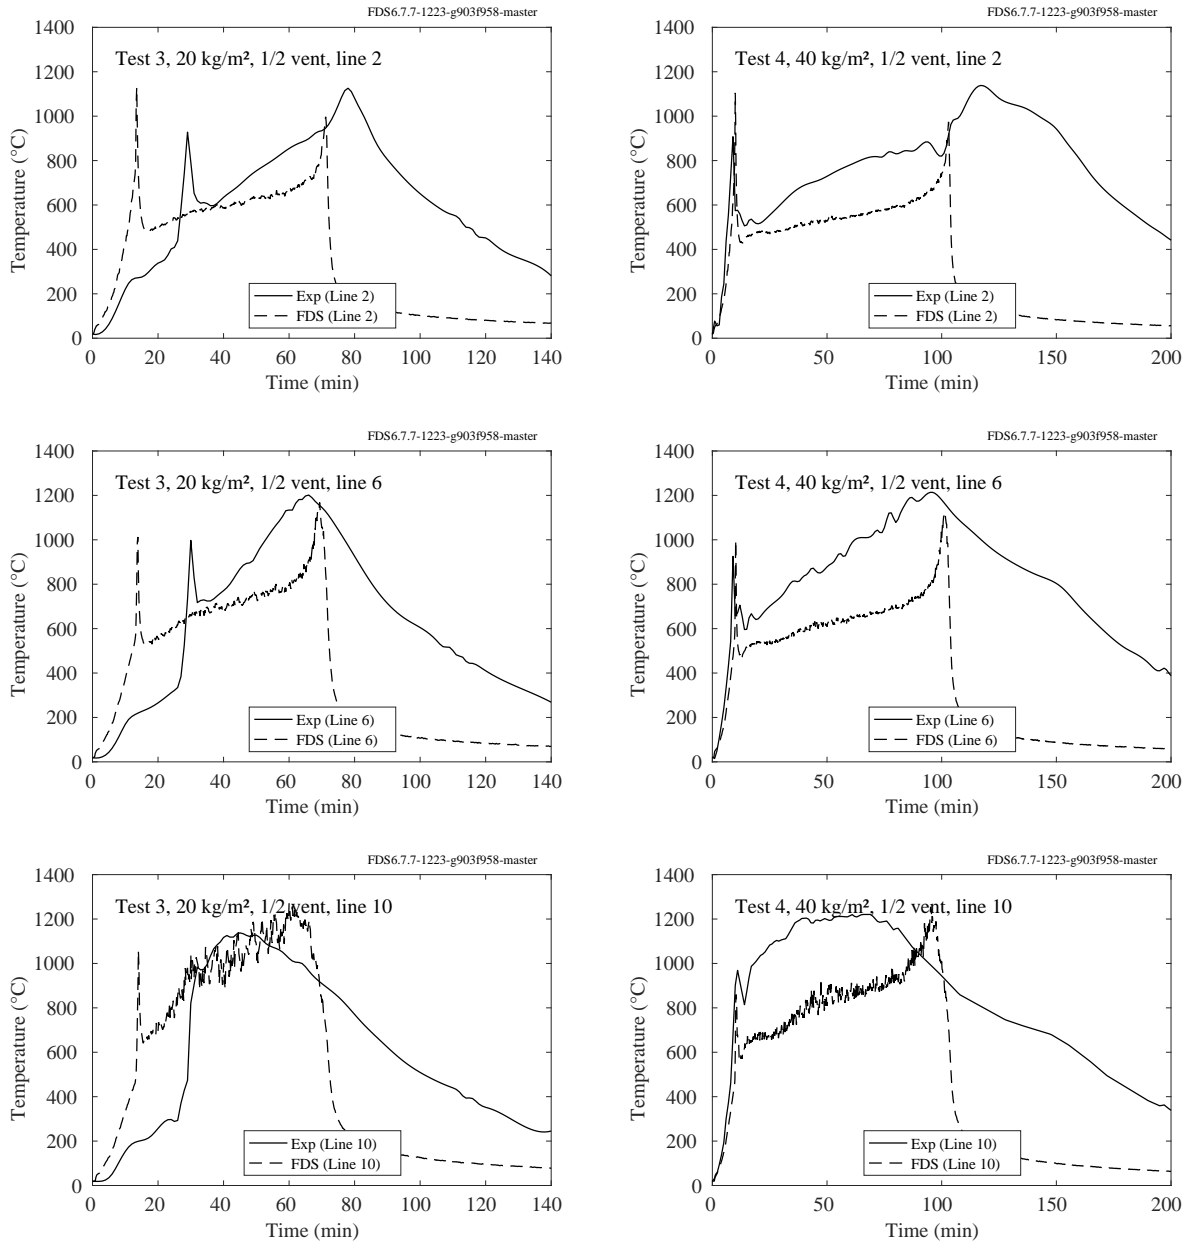 FDS6.7.7-1223-g903f958-master
Test 3, 20 kg/m², 1/2 vent, line 2
Temperature (°C)
1400
1200
1000
800
600
400
200
0
Exp (Line 2)
FDS (Line 2)
0 20 40 60 80 100 120 140
Time (min)
FDS6.7.7-1223-g903f958-master
Test 4, 40 kg/m², 1/2 vent, line 2
Temperature (°C)
1400
1200
1000
800
600
400
200
0
Exp (Line 2)
FDS (Line 2)
0 50 100 150 200
Time (min)
FDS6.7.7-1223-g903f958-master
Test 3, 20 kg/m², 1/2 vent, line 6
Temperature (°C)
1400
1200
1000
800
600
400
200
0
Exp (Line 6)
FDS (Line 6)
0 20 40 60 80 100 120 140
Time (min)
FDS6.7.7-1223-g903f958-master
Test 4, 40 kg/m², 1/2 vent, line 6
Temperature (°C)
1400
1200
1000
800
600
400
200
0
Exp (Line 6)
FDS (Line 6)
0 50 100 150 200
Time (min)
FDS6.7.7-1223-g903f958-master
Test 3, 20 kg/m², 1/2 vent, line 10
Temperature (°C)
1400
1200
1000
800
600
400
200
0
Exp (Line 10)
FDS (Line 10)
0 20 40 60 80 100 120 140
Time (min)
FDS6.7.7-1223-g903f958-master
Test 4, 40 kg/m², 1/2 vent, line 10
Temperature (°C)
1400
1200
1000
800
600
400
200
0
Exp (Line 10)
FDS (Line 10)
0 50 100 150 200
Time (min)